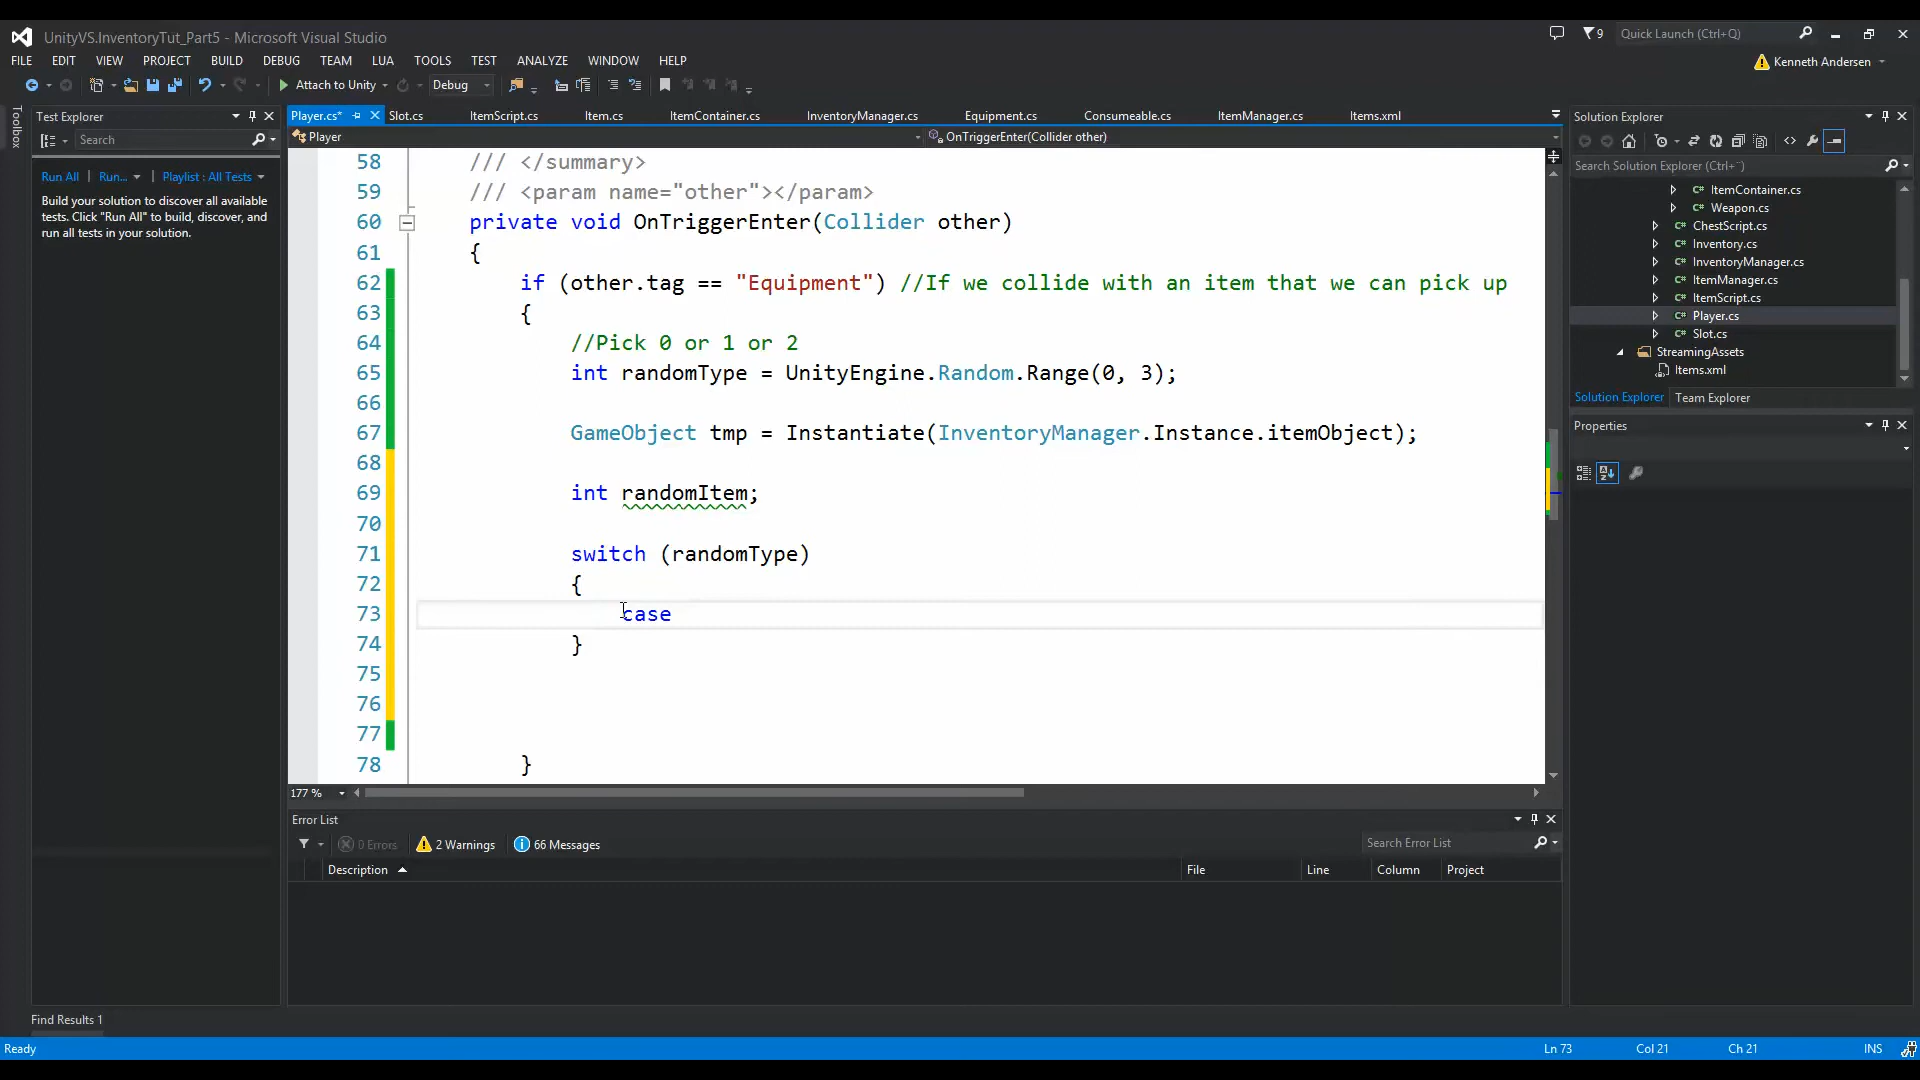 UnityVS.InventoryTut_Part5 - Microsoft Visual Studio
9
Quick Launch (Ctrl+Q)
FILE EDIT VIEW PROJECT BUILD DEBUG TEAM LUA TOOLS TEST ANALYZE WINDOW HELP
Kenneth Andersen
Attach to Unity
Debug
Toolbox
Test Explorer
Search
Run All | Run... | Playlist : All Tests
Build your solution to discover all available
tests. Click "Run All" to build, discover, and
run all tests in your solution.
Player.cs* Slot.cs ItemScript.cs Item.cs ItemContainer.cs InventoryManager.cs Equipment.cs Consumeable.cs ItemManager.cs Items.xml
Player
OnTriggerEnter(Collider other)
58 /// </summary>
59 /// <param name="other"></param>
60 private void OnTriggerEnter(Collider other)
61 {
62 if (other.tag == "Equipment") //If we collide with an item that we can pick up
63 {
64 //Pick 0 or 1 or 2
65 int randomType = UnityEngine.Random.Range(0, 3);
66
67 GameObject tmp = Instantiate(InventoryManager.Instance.itemObject);
68
69 int randomItem;
70
71 switch (randomType)
72 {
73 case
74 }
75
76
77
78 }
177 %
Error List
0 Errors 2 Warnings 66 Messages
Search Error List
Description File Line Column Project
Solution Explorer
Search Solution Explorer (Ctrl+¨)
ItemContainer.cs
Weapon.cs
ChestScript.cs
Inventory.cs
InventoryManager.cs
ItemManager.cs
ItemScript.cs
Player.cs
Slot.cs
StreamingAssets
Items.xml
Solution Explorer Team Explorer
Properties
Find Results 1
Ready
Ln 73 Col 21 Ch 21 INS